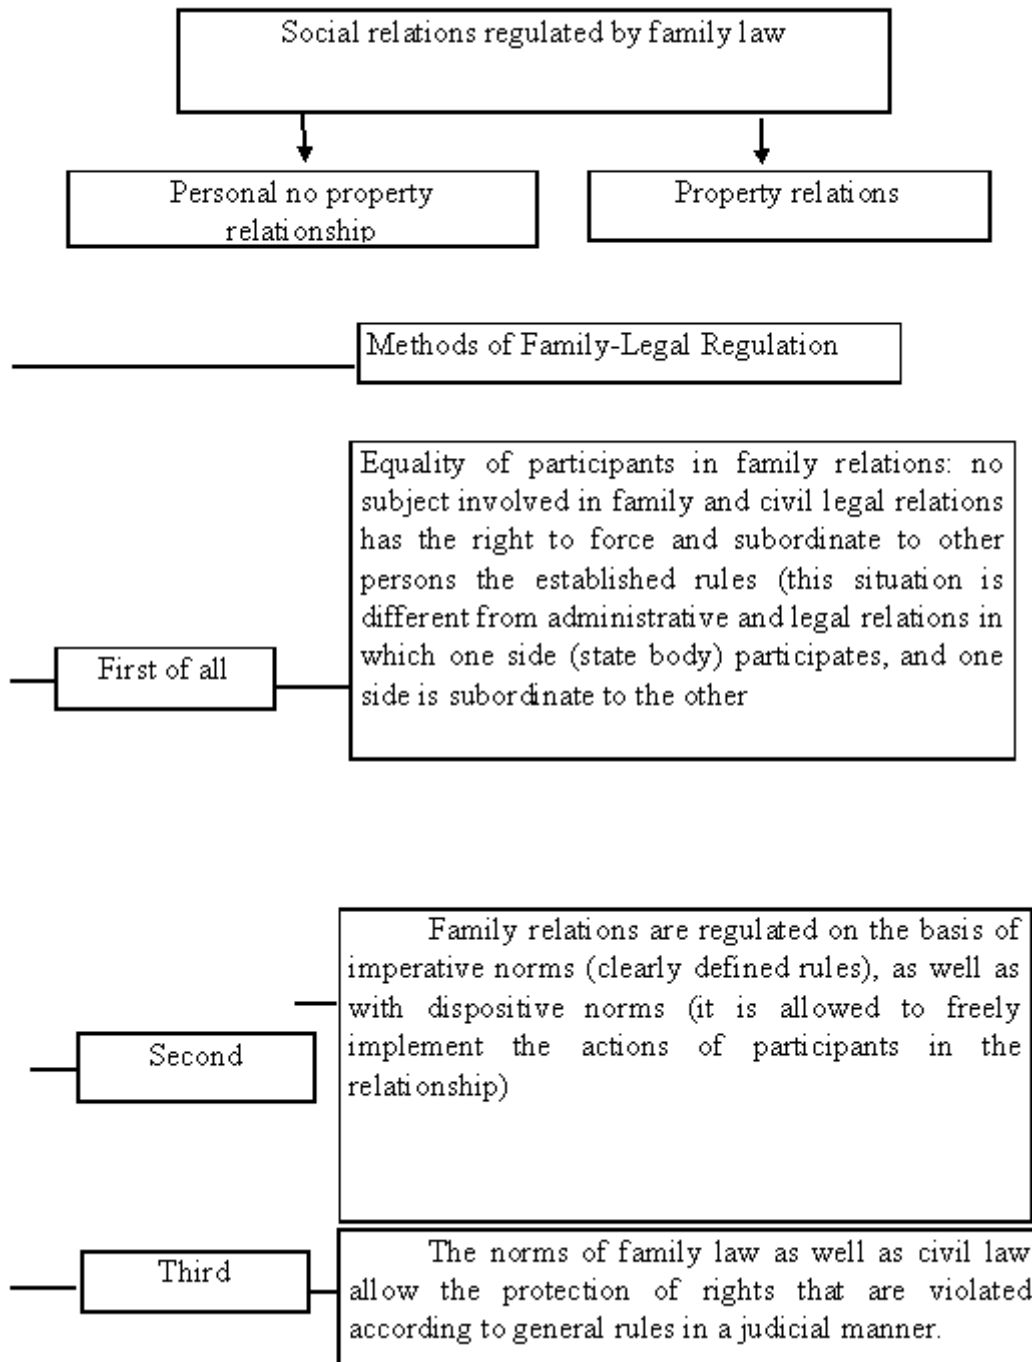 Social relations regulated by family law
Personal no property
relationship
Property relations
Methods of Family-Legal Regulation
Equality of participants in family relations: no
subject involved in family and civil legal relations
has the right to force and subordinate to other
persons the established rules (this situation is
different from administrative and legal relations in
which one side (state body) participates, and one
side is subordinate to the other
First of all
Family relations are regulated on the basis of
imperative norms (clearly defined rules), as well as
with dispositive norms (it is allowed to freely
implement the actions of participants in the
relationship)
Second
Third
The norms of family law as well as civil law
allow the protection of rights that are violated
according to general rules in a judicial manner.